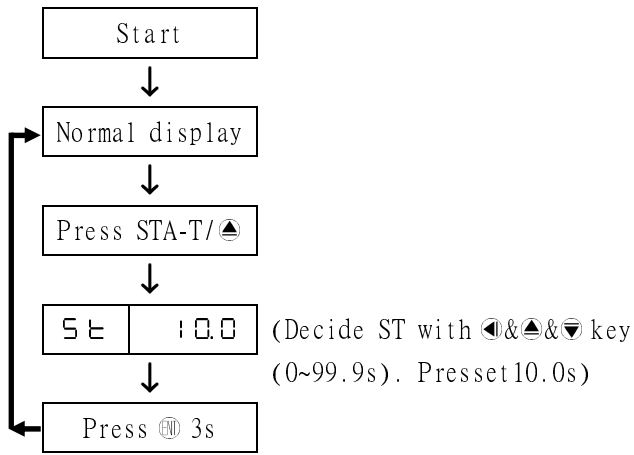 Start
Normal display
Press STA-T/
St 10.0 (Decide ST with & & key
(0~99.9s). Presset10.0s)
Press ENT 3s